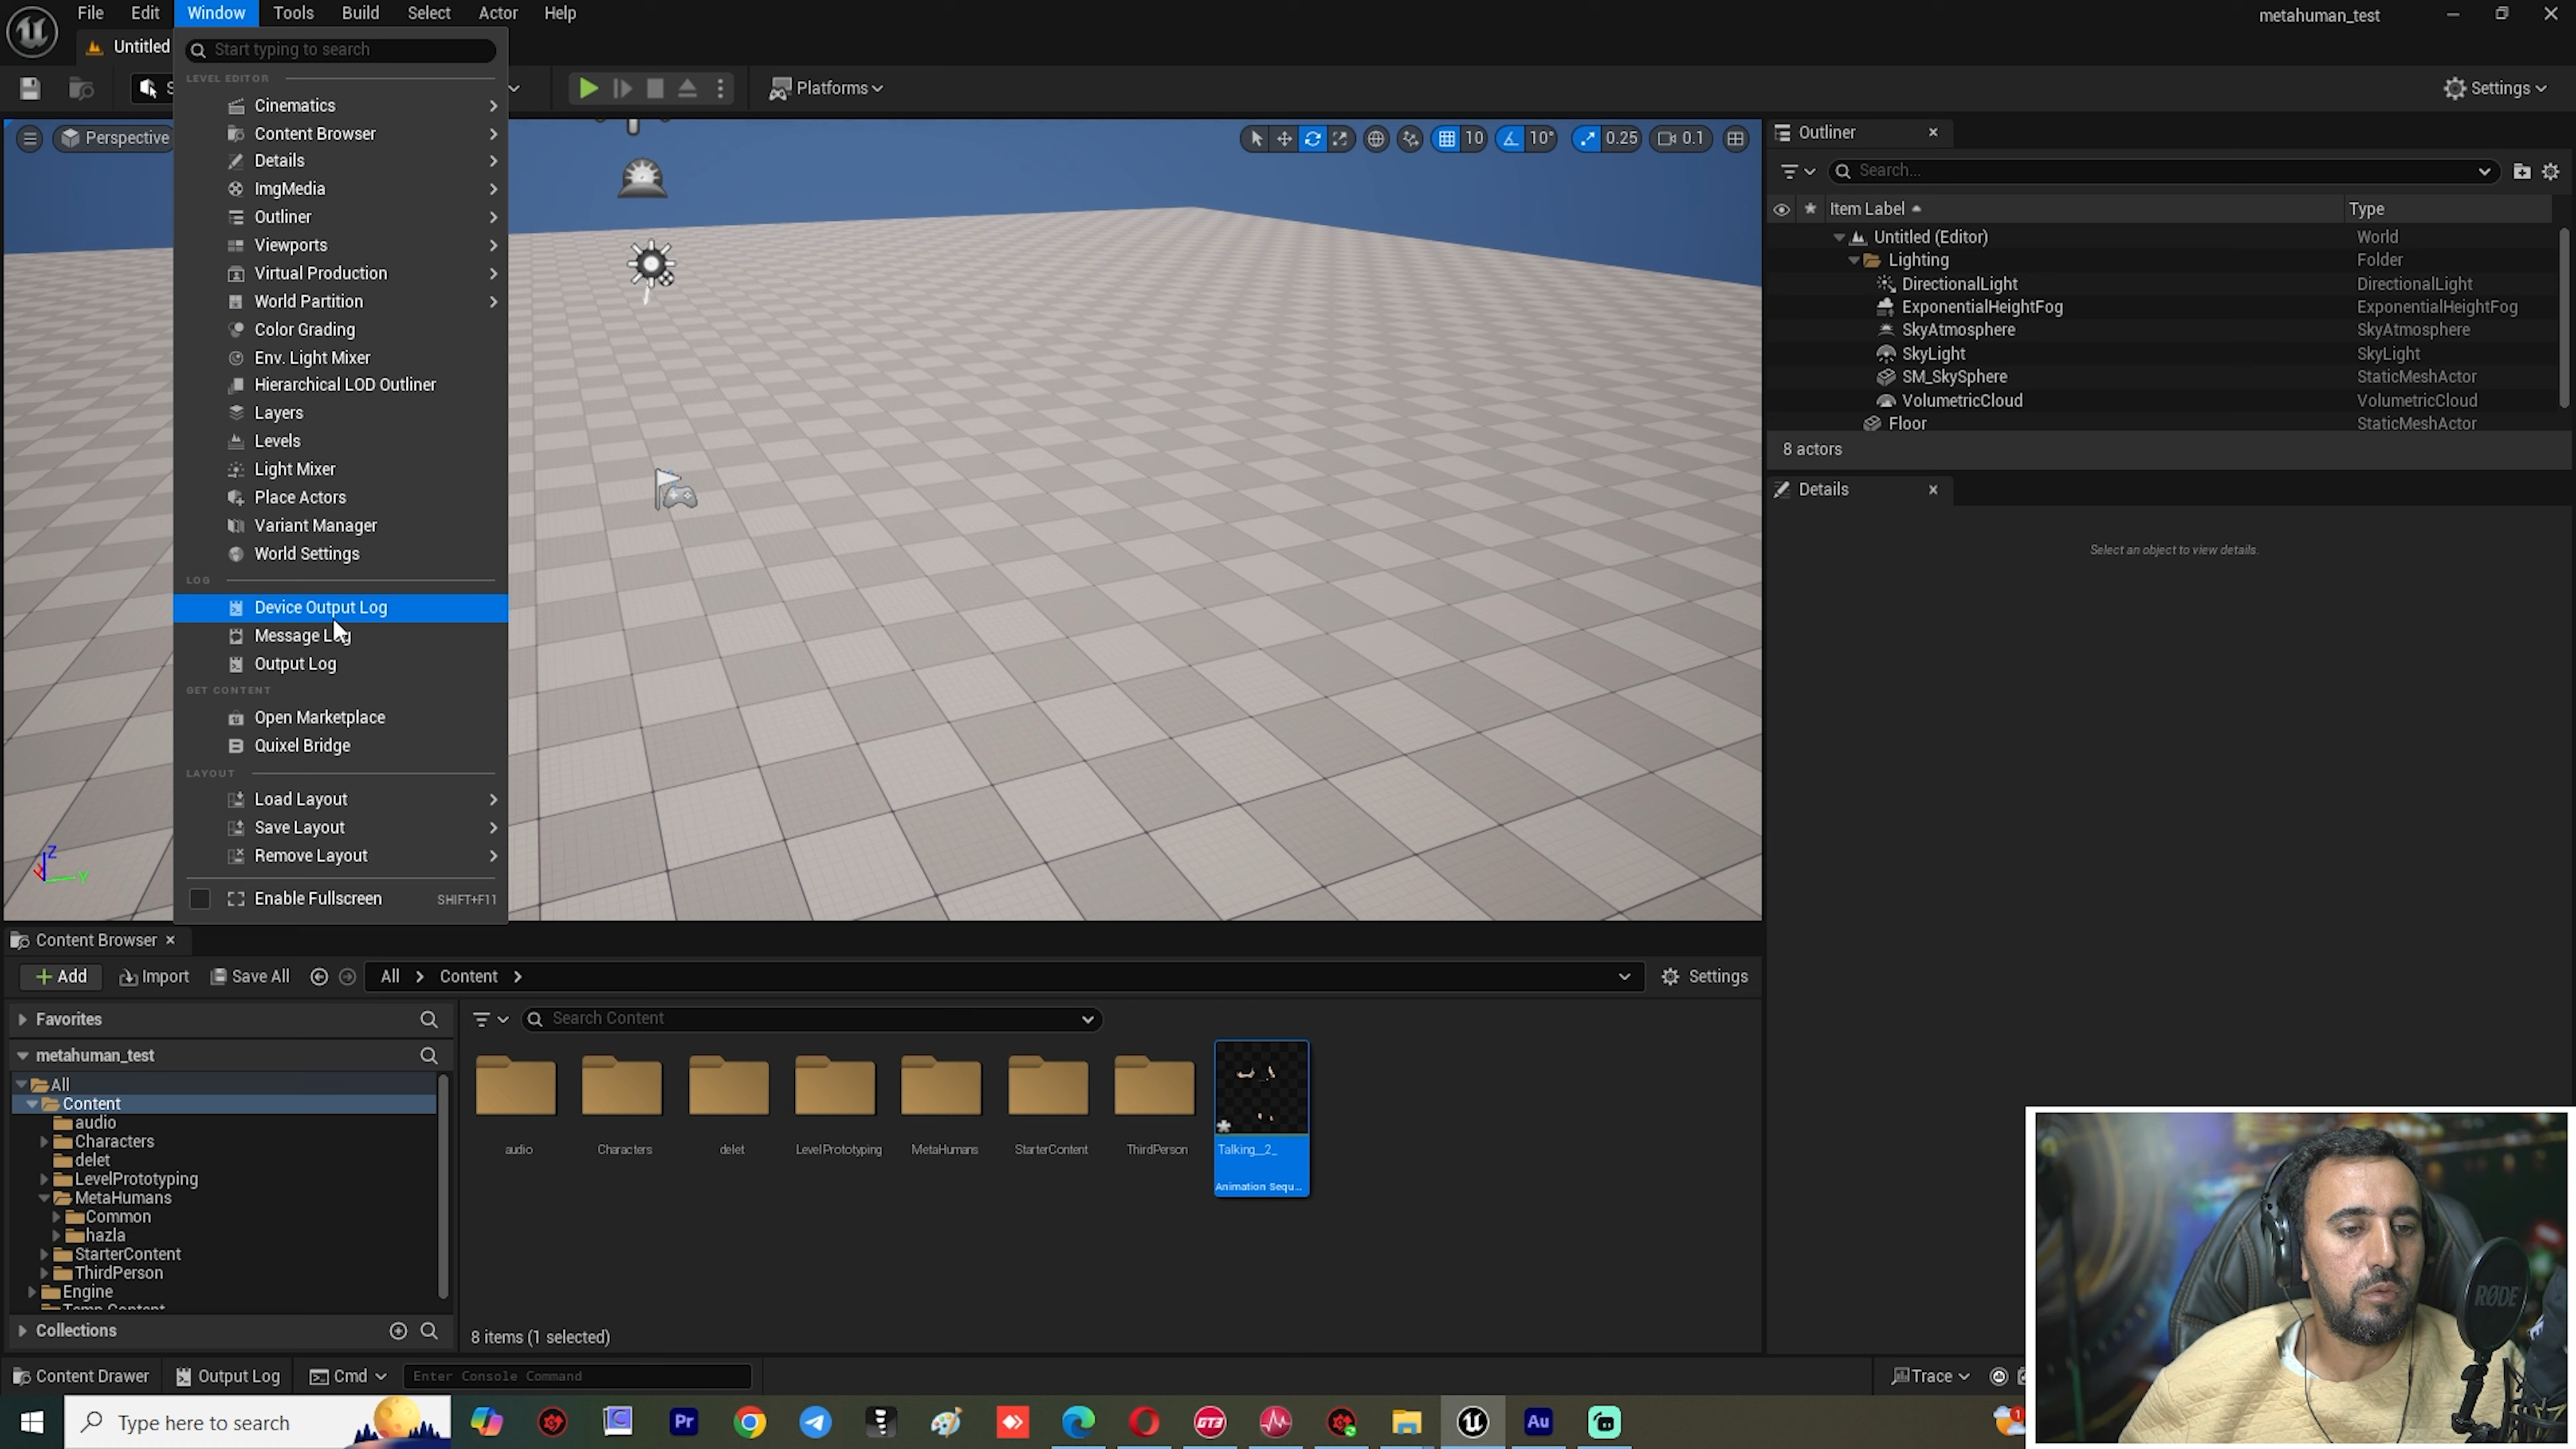 File Edit Window Tools Build Select Actor Help
metahuman_test
Untitled
Start typing to search
LEVEL EDITOR
Cinematics
Content Browser
Details
ImgMedia
Outliner
Viewports
Virtual Production
World Partition
Color Grading
Env. Light Mixer
Hierarchical LOD Outliner
Layers
Levels
Light Mixer
Place Actors
Variant Manager
World Settings
LOG
Device Output Log
Message Log
Output Log
GET CONTENT
Open Marketplace
Quixel Bridge
LAYOUT
Load Layout
Save Layout
Remove Layout
Enable Fullscreen SHIFT+F11
Platforms
Settings
Perspective
10 10° 0.25 0.1
Z
Y
Outliner
Search...
Item Label Type
Untitled (Editor) World
Lighting Folder
DirectionalLight DirectionalLight
ExponentialHeightFog ExponentialHeightFog
SkyAtmosphere SkyAtmosphere
SkyLight SkyLight
SM_SkySphere StaticMeshActor
VolumetricCloud VolumetricCloud
Floor StaticMeshActor
8 actors
Details
Select an object to view details.
Content Browser
Add Import Save All All Content Settings
Favorites
metahuman_test
All
Content
audio
Characters
delet
LevelPrototyping
MetaHumans
Common
hazla
StarterContent
ThirdPerson
Engine
Collections
Search Content
audio Characters delet LevelPrototyping MetaHumans StarterContent ThirdPerson Talking__2_
Animation Sequ...
8 items (1 selected)
Content Drawer Output Log Cmd Enter Console Command Trace
Type here to search
Pr
GT3
Au
1
RØDE